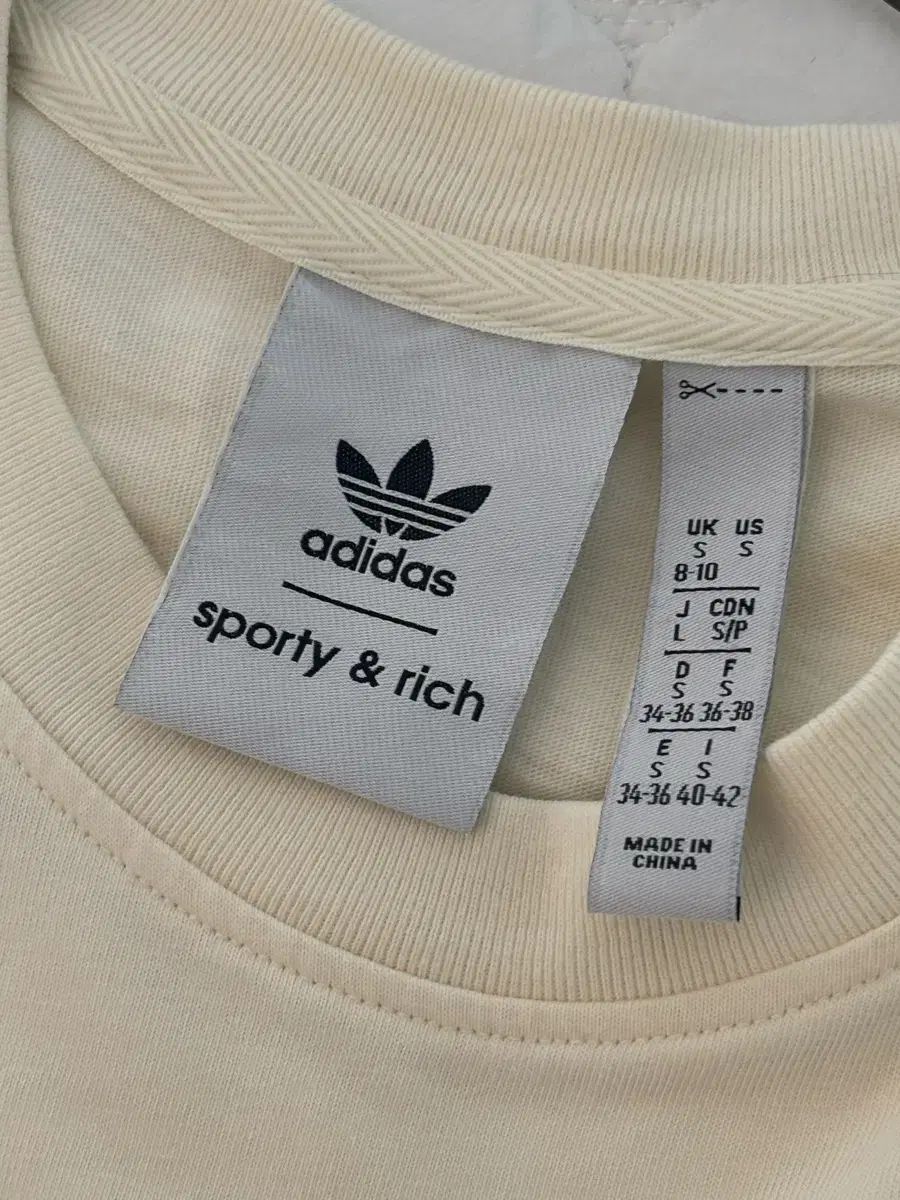 adidas
sporty & rich
UK US
S S
8-10
J CDN
L S/P
D F
S S
34-36 36-38
E I
S S
34-36 40-42
MADE IN
CHINA